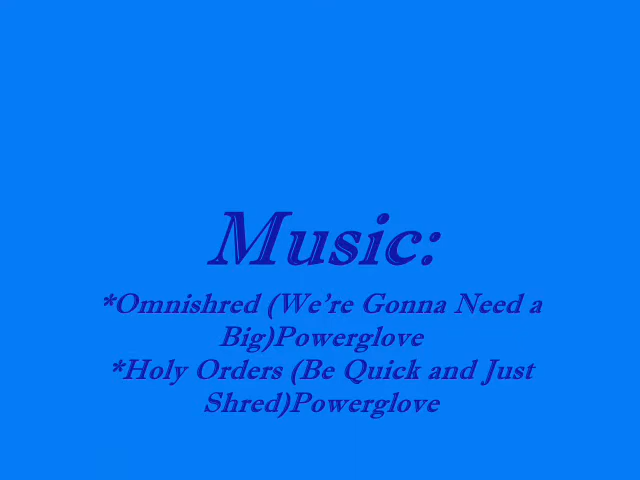 Music:
*Omnishred (We're Gonna Need a
Big)Powerglove
*Holy Orders (Be Quick and Just
Shred)Powerglove